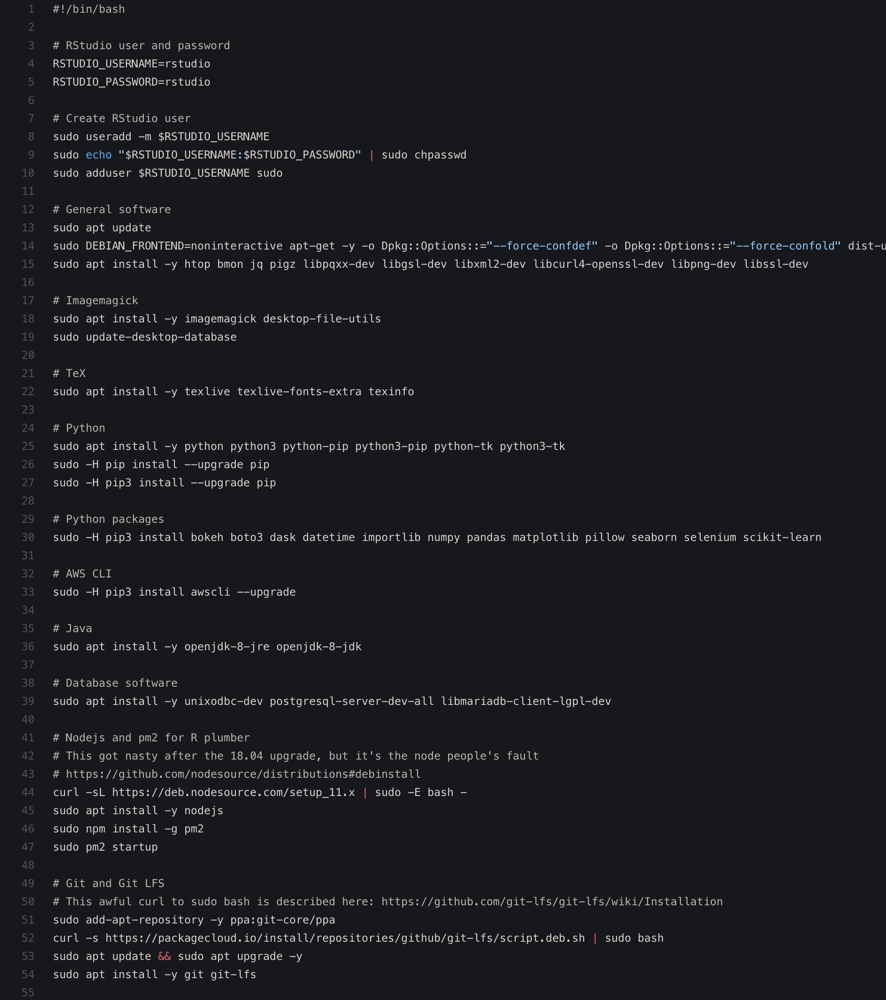 1 #!/bin/bash
2
3 # RStudio user and password
4 RSTUDIO_USERNAME=rstudio
5 RSTUDIO_PASSWORD=rstudio
6
7 # Create RStudio user
8 sudo useradd -m $RSTUDIO_USERNAME
9 sudo echo "$RSTUDIO_USERNAME:$RSTUDIO_PASSWORD" | sudo chpasswd
10 sudo adduser $RSTUDIO_USERNAME sudo
11
12 # General software
13 sudo apt update
14 sudo DEBIAN_FRONTEND=noninteractive apt-get -y -o Dpkg::Options::="--force-confdef" -o Dpkg::Options::="--force-confold" dist-u
15 sudo apt install -y htop bmon jq pigz libpqxx-dev libgsl-dev libxml2-dev libcurl4-openssl-dev libpng-dev libssl-dev
16
17 # Imagemagick
18 sudo apt install -y imagemagick desktop-file-utils
19 sudo update-desktop-database
20
21 # TeX
22 sudo apt install -y texlive texlive-fonts-extra texinfo
23
24 # Python
25 sudo apt install -y python python3 python-pip python3-pip python-tk python3-tk
26 sudo -H pip install --upgrade pip
27 sudo -H pip3 install --upgrade pip
28
29 # Python packages
30 sudo -H pip3 install bokeh boto3 dask datetime importlib numpy pandas matplotlib pillow seaborn selenium scikit-learn
31
32 # AWS CLI
33 sudo -H pip3 install awscli --upgrade
34
35 # Java
36 sudo apt install -y openjdk-8-jre openjdk-8-jdk
37
38 # Database software
39 sudo apt install -y unixodbc-dev postgresql-server-dev-all libmariadb-client-lgpl-dev
40
41 # Nodejs and pm2 for R plumber
42 # This got nasty after the 18.04 upgrade, but it's the node people's fault
43 # https://github.com/nodesource/distributions#debinstall
44 curl -sL https://deb.nodesource.com/setup_11.x | sudo -E bash -
45 sudo apt install -y nodejs
46 sudo npm install -g pm2
47 sudo pm2 startup
48
49 # Git and Git LFS
50 # This awful curl to sudo bash is described here: https://github.com/git-lfs/git-lfs/wiki/Installation
51 sudo add-apt-repository -y ppa:git-core/ppa
52 curl -s https://packagecloud.io/install/repositories/github/git-lfs/script.deb.sh | sudo bash
53 sudo apt update && sudo apt upgrade -y
54 sudo apt install -y git git-lfs
55